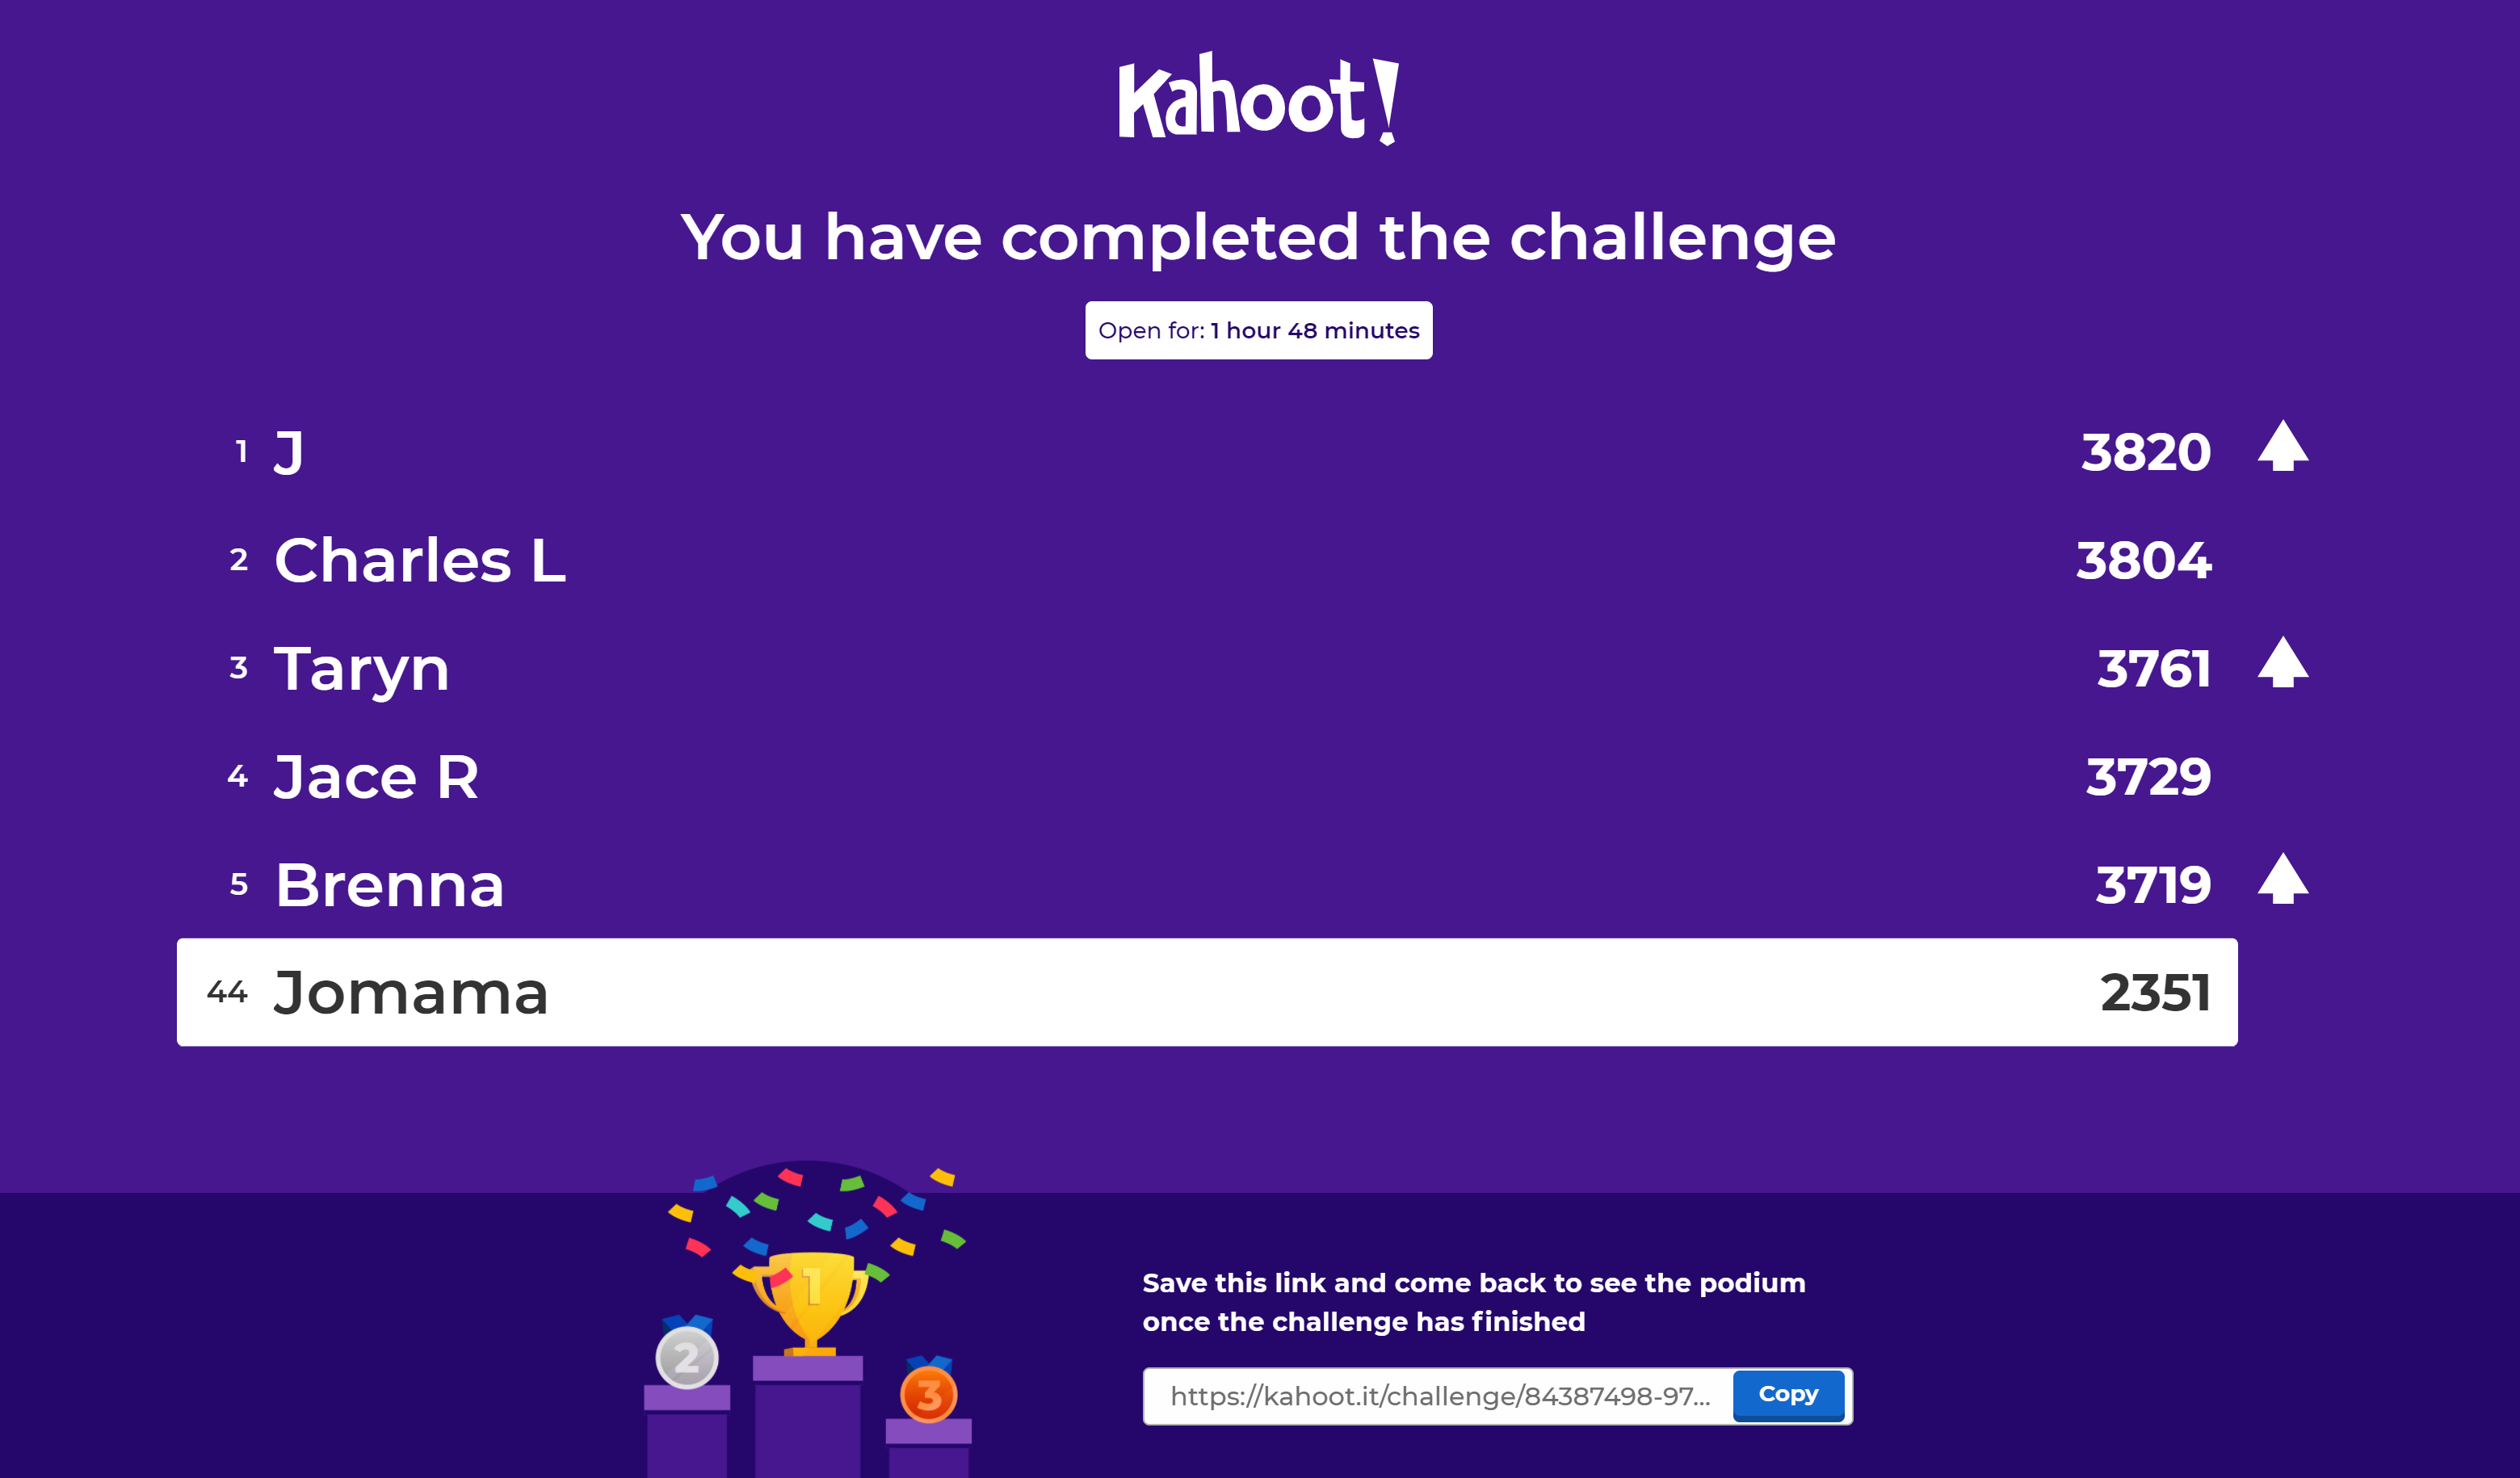 Kahoot!
You have completed the challenge
Open for: 1 hour 48 minutes
1 J 3820
2 Charles L 3804
3 Taryn 3761
4 Jace R 3729
5 Brenna 3719
44 Jomama 2351
1
2
3
Save this link and come back to see the podium
once the challenge has finished
https://kahoot.it/challenge/84387498-97... Copy